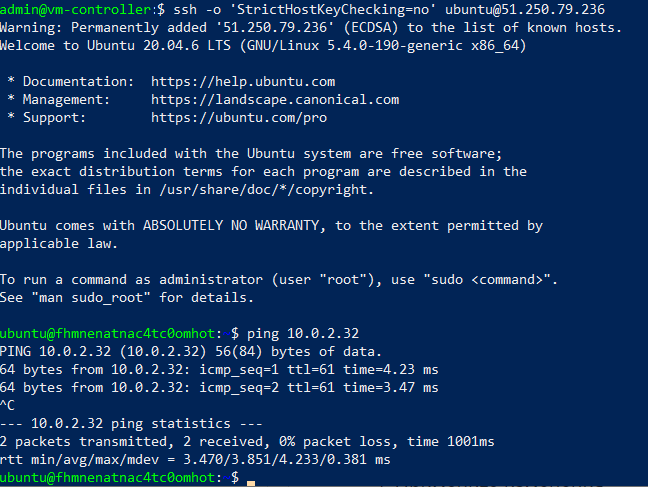 admin@vm-controller:$ ssh -o 'StrictHostKeyChecking=no' ubuntu@51.250.79.236
Warning: Permanently added '51.250.79.236' (ECDSA) to the list of known hosts.
Welcome to Ubuntu 20.04.6 LTS (GNU/Linux 5.4.0-190-generic x86_64)
* Documentation: https://help.ubuntu.com
* Management: https://landscape.canonical.com
* Support: https://ubuntu.com/pro
The programs included with the Ubuntu system are free software;
the exact distribution terms for each program are described in the
individual files in /usr/share/doc/*/copyright.
Ubuntu comes with ABSOLUTELY NO WARRANTY, to the extent permitted by
applicable law.
To run a command as administrator (user "root"), use "sudo <command>".
See "man sudo_root" for details.
ubuntu@fhmnenatnac4tc0omhot: $ ping 10.0.2.32
PING 10.0.2.32 (10.0.2.32) 56(84) bytes of data.
64 bytes from 10.0.2.32: icmp_seq=1 ttl=61 time=4.23 ms
64 bytes from 10.0.2.32: icmp_seq=2 ttl=61 time=3.47 ms
^C
--- 10.0.2.32 ping statistics ---
2 packets transmitted, 2 received, 0% packet loss, time 1001ms
rtt min/avg/max/mdev = 3.470/3.851/4.233/0.381 ms
ubuntu@fhmnenatnac4tc0omhot: $